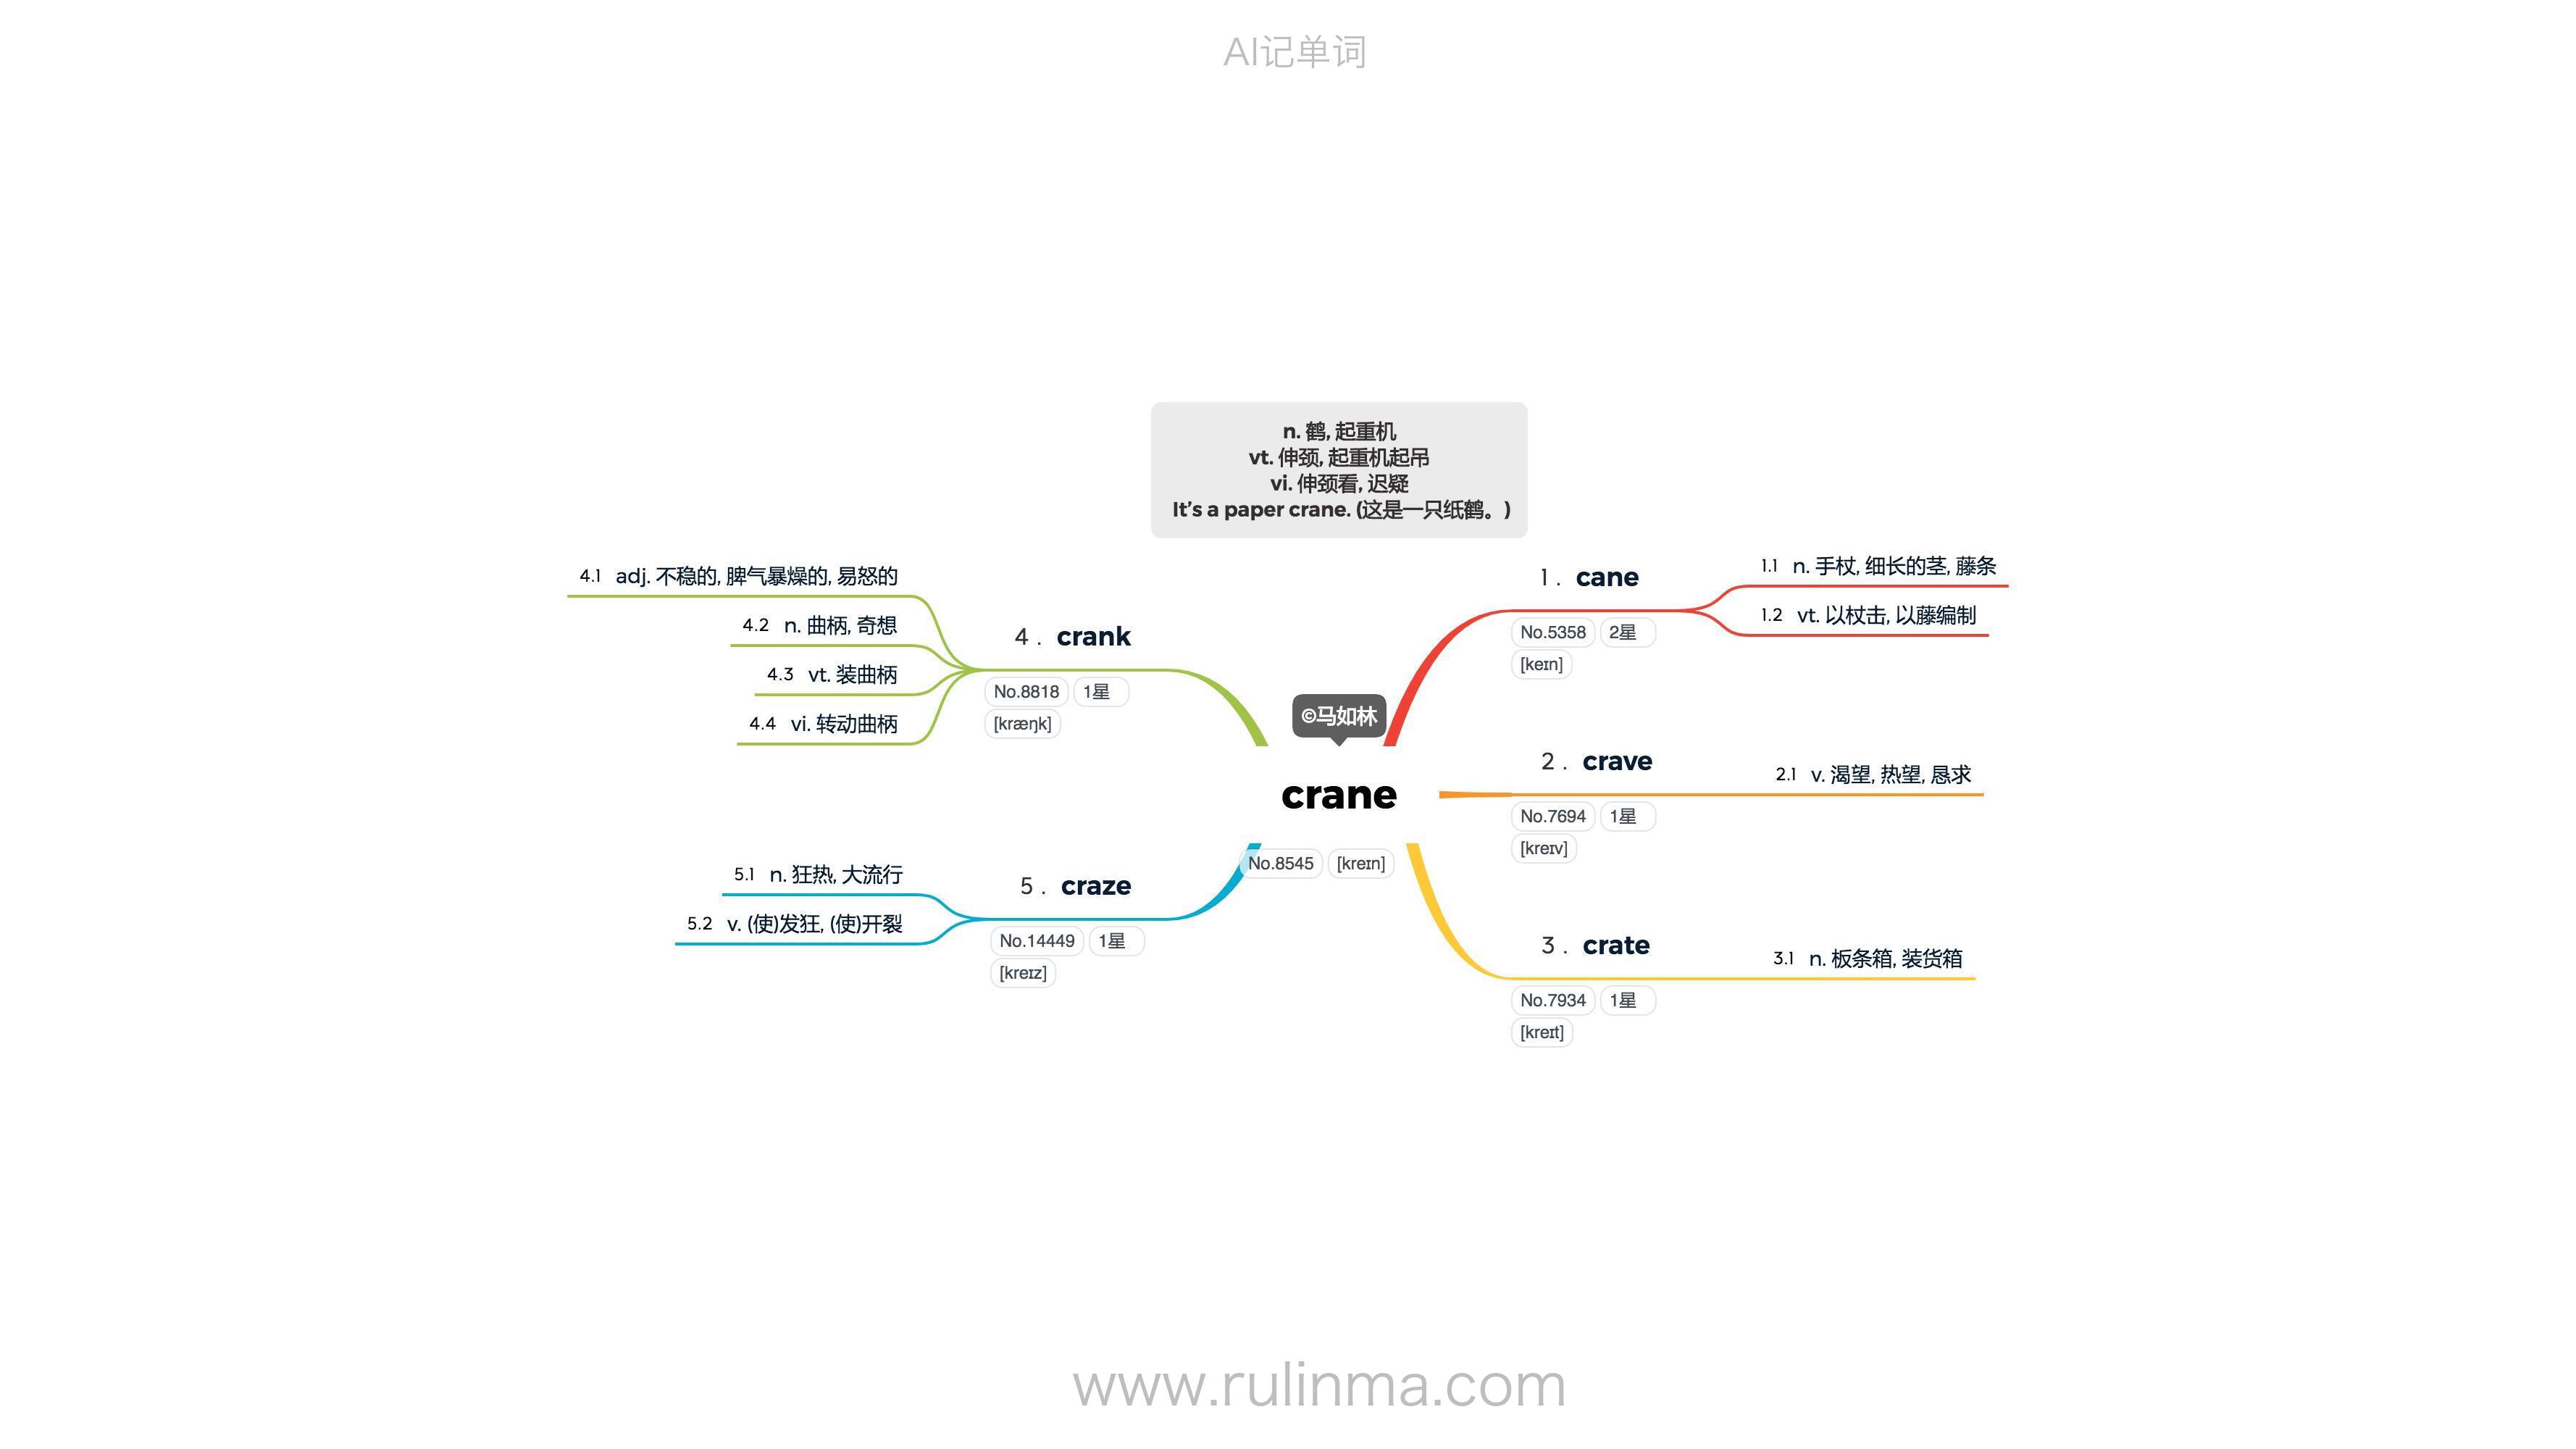 AI记单词
n. 鹤, 起重机
vt. 伸颈, 起重机起吊
vi. 伸颈看, 迟疑
It's a paper crane. (这是一只纸鹤。)
©马如林
crane
No.8545 [kreɪn]
1. cane
No.5358 2星
[keɪn]
1.1 n. 手杖, 细长的茎, 藤条
1.2 vt. 以杖击, 以藤编制
2. crave
No.7694 1星
[kreɪv]
2.1 v. 渴望, 热望, 恳求
3. crate
No.7934 1星
[kreɪt]
3.1 n. 板条箱, 装货箱
4. crank
No.8818 1星
[kræŋk]
4.1 adj. 不稳的, 脾气暴燥的, 易怒的
4.2 n. 曲柄, 奇想
4.3 vt. 装曲柄
4.4 vi. 转动曲柄
5. craze
No.14449 1星
[kreɪz]
5.1 n. 狂热, 大流行
5.2 v. (使)发狂, (使)开裂
www.rulinma.com